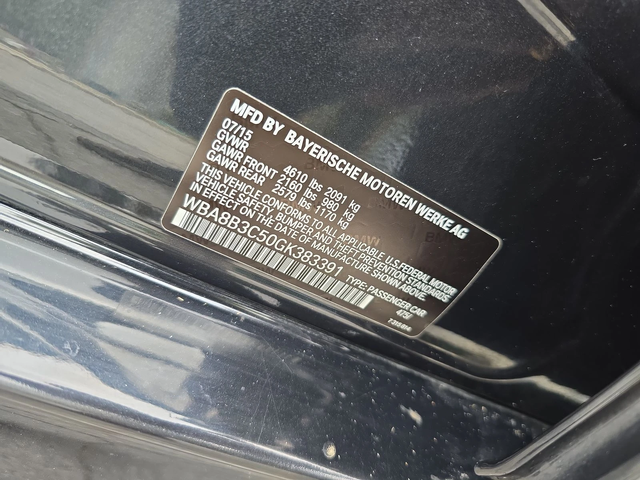 MFD BY BAYERISCHE MOTOREN WERKE AG
07/15
GVWR 4610 lbs 2091 kg
GAWR FRONT 2160 lbs 980 kg
GAWR REAR 2579 lbs 1170 kg
THIS VEHICLE CONFORMS TO ALL APPLICABLE U.S. FEDERAL MOTOR
VEHICLE SAFETY, BUMPER, AND THEFT PREVENTION STANDARDS
IN EFFECT ON THE DATE OF MANUFACTURE SHOWN ABOVE.
WBA8B3C50GK383391
TYPE: PASSENGER CAR
475/